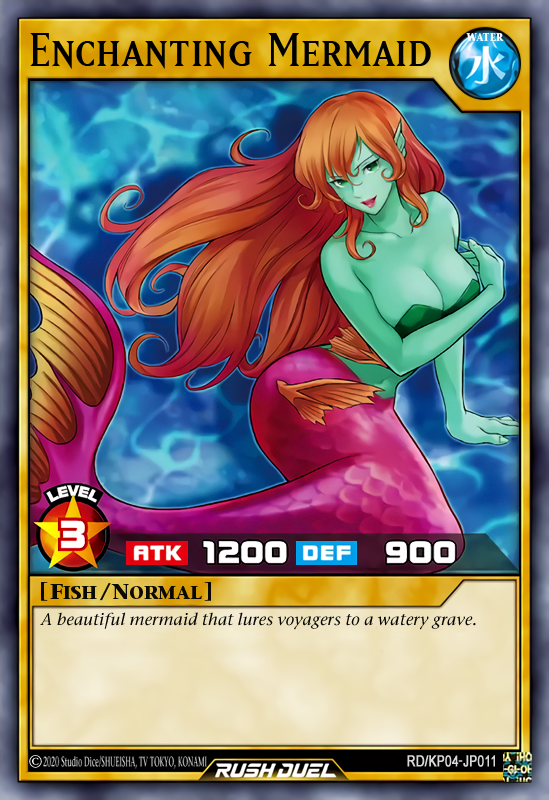 Enchanting Mermaid
WATER
水
LEVEL
3
ATK 1200 DEF 900
[Fish/Normal]
A beautiful mermaid that lures voyagers to a watery grave.
©2020 Studio Dice/SHUEISHA, TV TOKYO, KONAMI
RUSH DUEL
RD/KP04-JP011